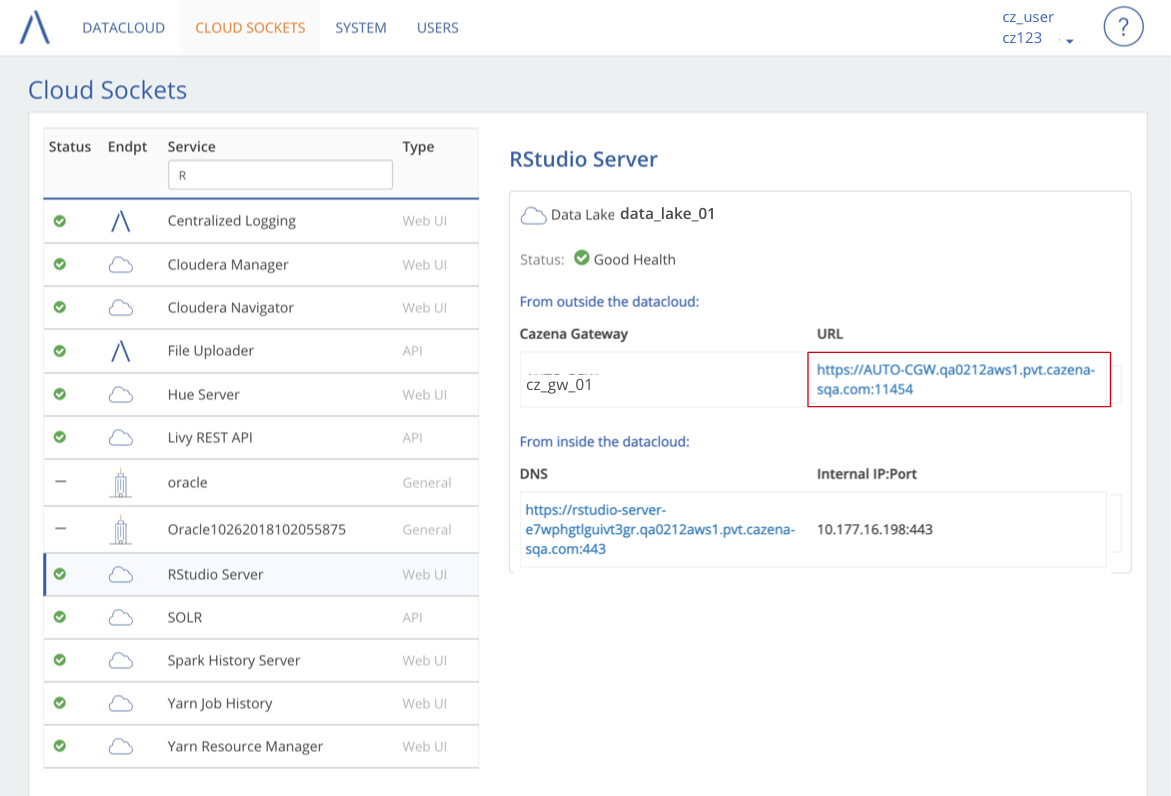 DATACLOUD CLOUD SOCKETS SYSTEM USERS
cz_user
cz123
?
Cloud Sockets
Status Endpt Service Type
R
Centralized Logging Web UI
Cloudera Manager Web UI
Cloudera Navigator Web UI
File Uploader API
Hue Server Web UI
Livy REST API API
oracle General
Oracle10262018102055875 General
RStudio Server Web UI
SOLR API
Spark History Server Web UI
Yarn Job History Web UI
Yarn Resource Manager Web UI
RStudio Server
Data Lake data_lake_01
Status: Good Health
From outside the datacloud:
Cazena Gateway URL
cz_gw_01
https://AUTO-CGW.qa0212aws1.pvt.cazena-
sqa.com:11454
From inside the datacloud:
DNS Internal IP:Port
https://rstudio-server-
e7wphgtlguivt3gr.qa0212aws1.pvt.cazena-
sqa.com:443
10.177.16.198:443